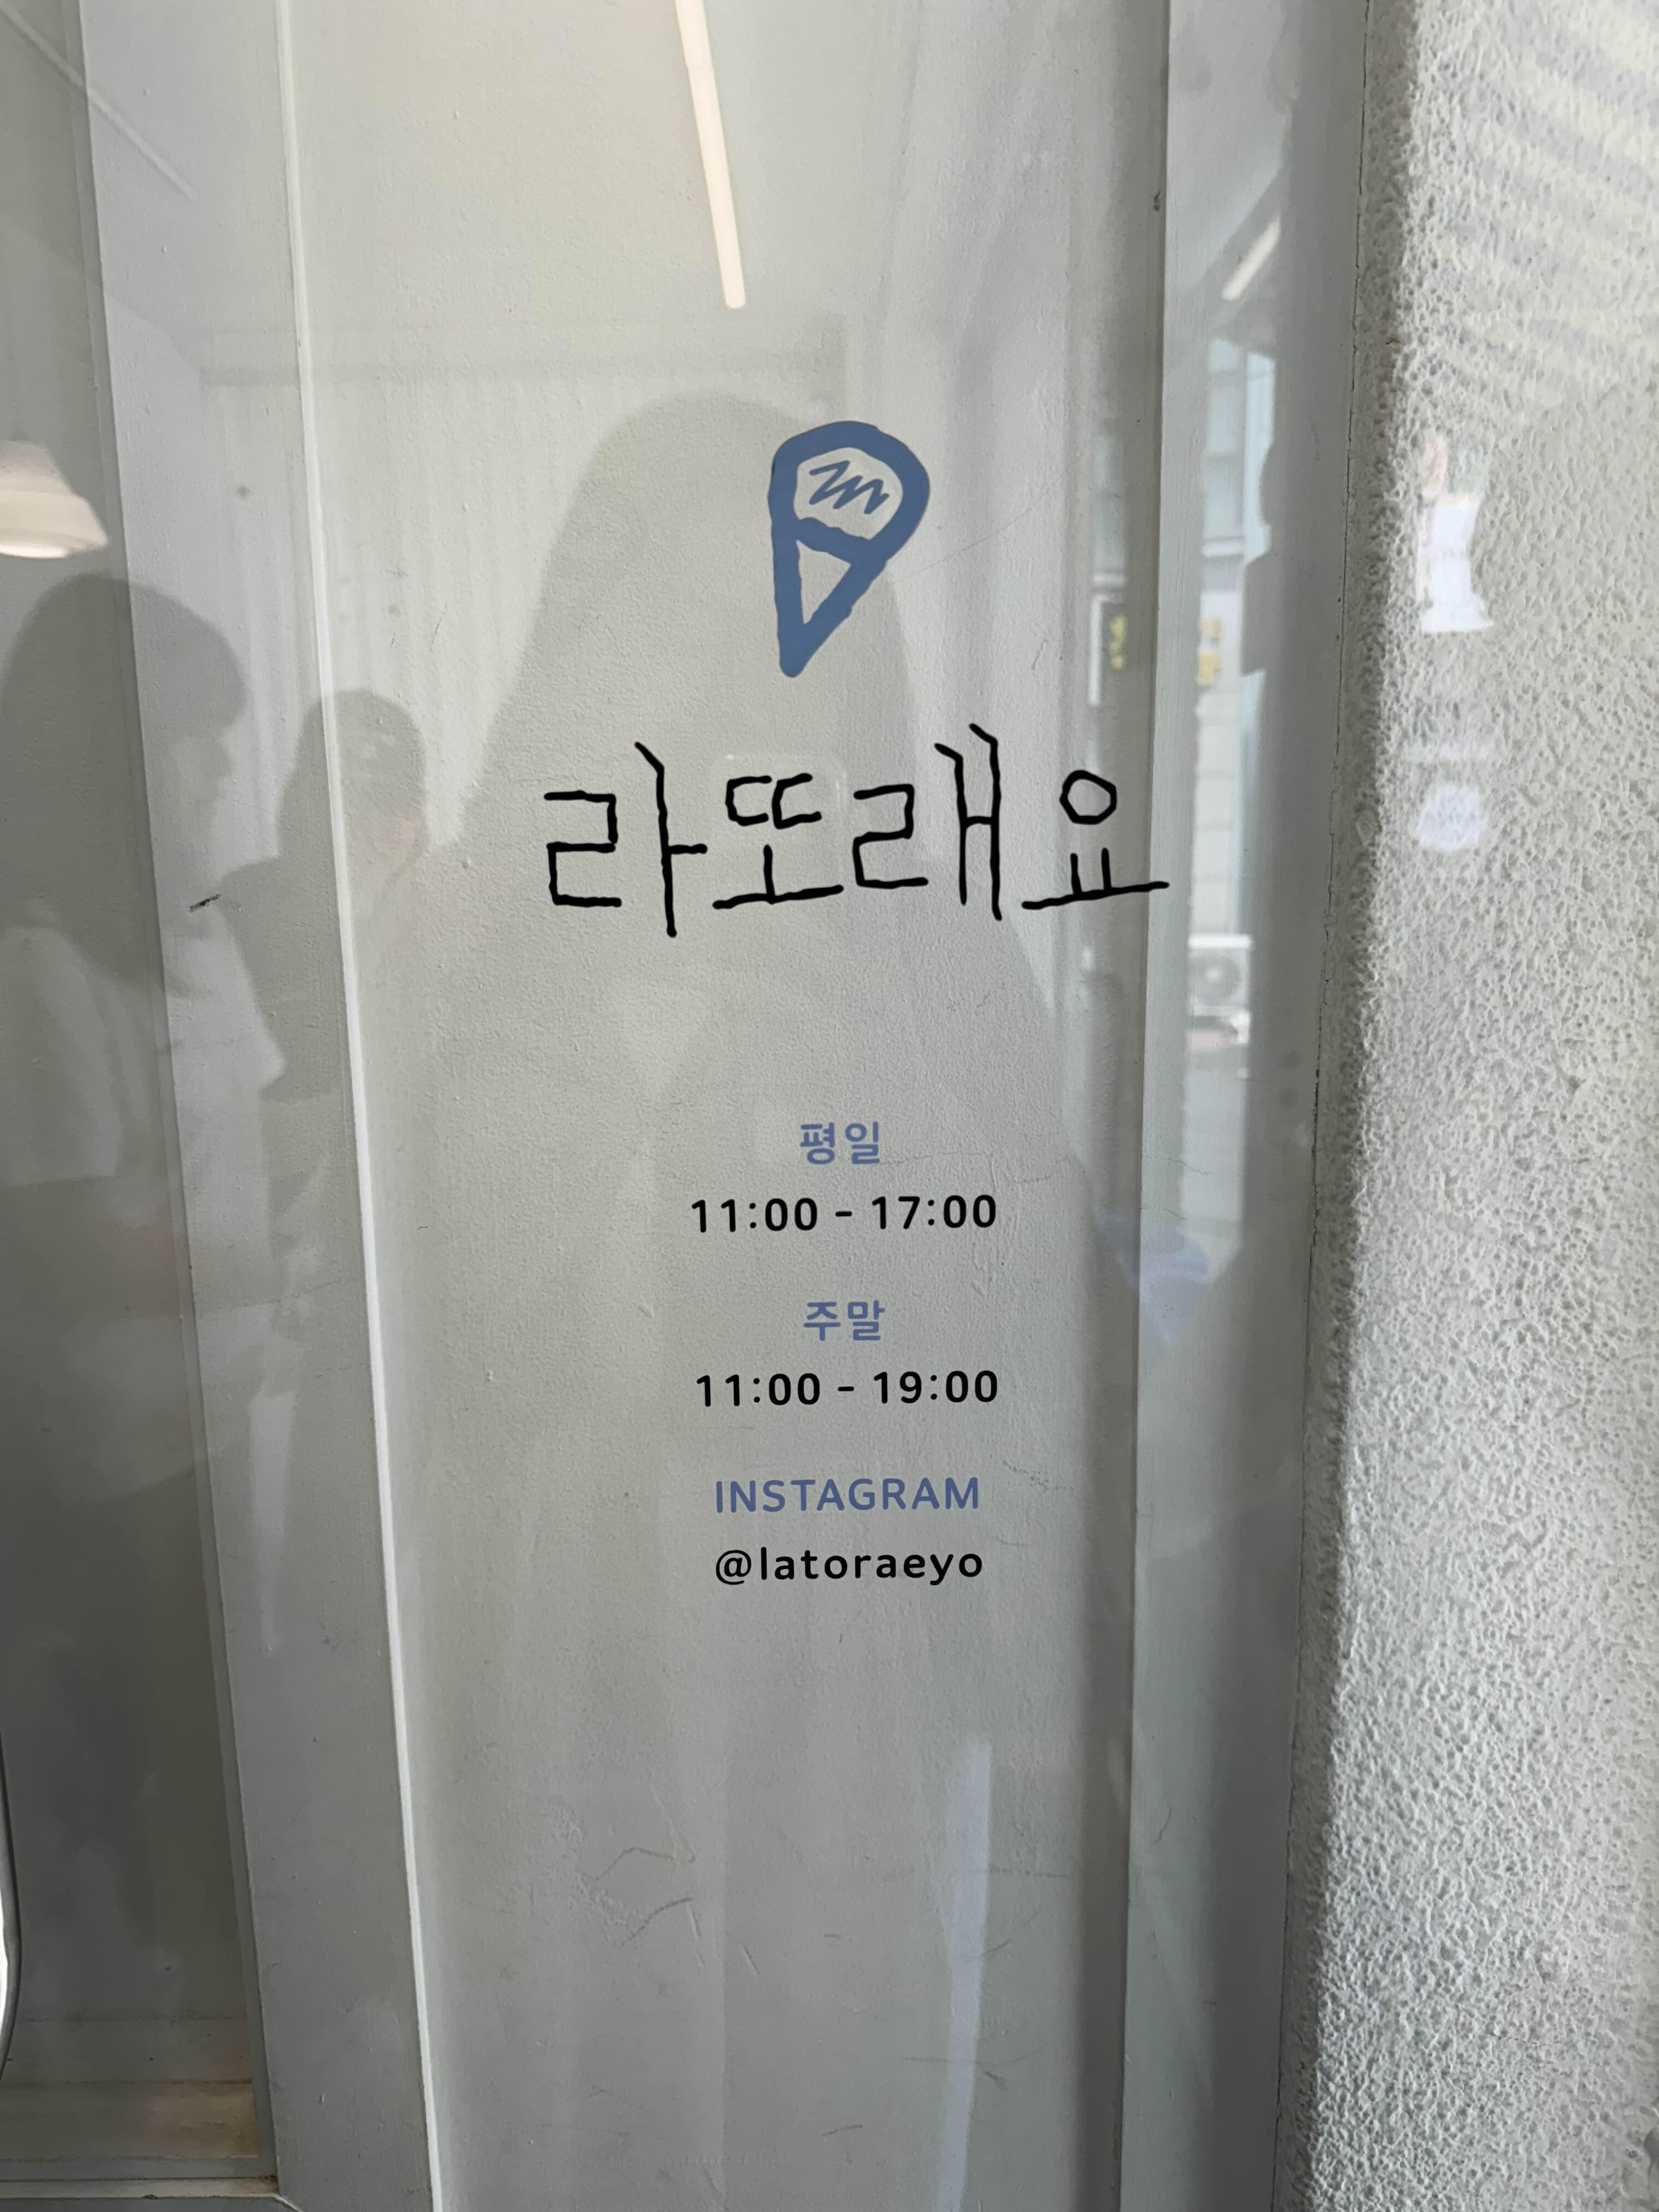 라또래요
평일
11:00 - 17:00
주말
11:00 - 19:00
INSTAGRAM
@latoraeyo